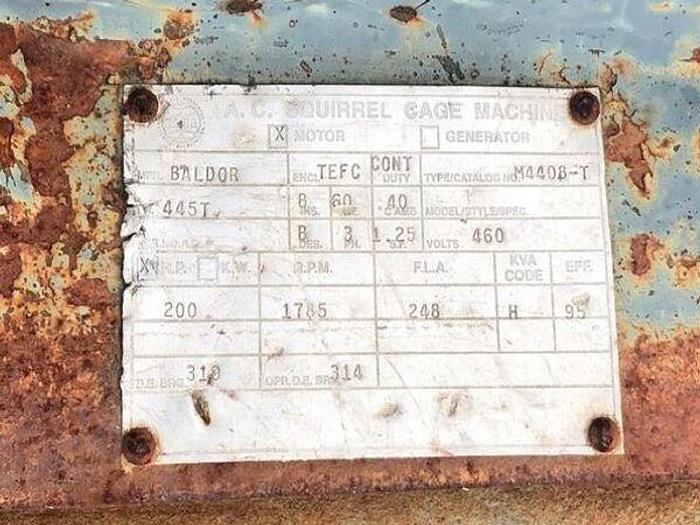 A.C. SQUIRREL CAGE MACHINE
X MOTOR GENERATOR
BALDOR ENCL. TEFC CONT DUTY TYPE/CATALOG NO. M4408-T
445T B INS. 60 40 °C AMB MODEL/STYLE/SPEC.
B DES. 3 PH. 1.25 S.F. VOLTS 460
X H.P. K.W. R.P.M. F.L.A. KVA CODE EFF.
200 1785 248 H 95
D.E. BRG. 319 OPP. D.E. BRG. 314